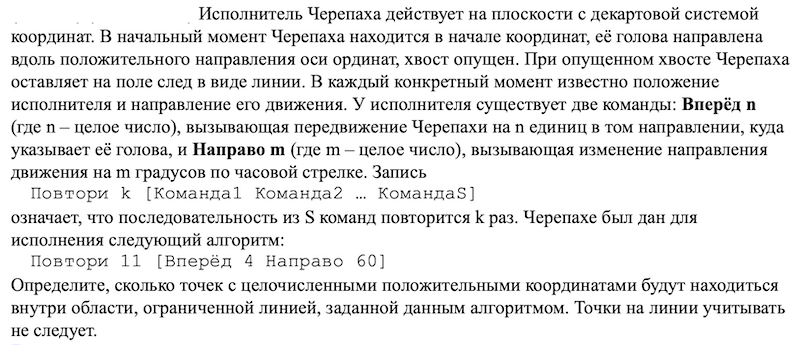 Исполнитель Черепаха действует на плоскости с декартовой системой
координат. В начальный момент Черепаха находится в начале координат, её голова направлена
вдоль положительного направления оси ординат, хвост опущен. При опущенном хвосте Черепаха
оставляет на поле след в виде линии. В каждый конкретный момент известно положение
исполнителя и направление его движения. У исполнителя существует две команды: Вперёд n
(где n – целое число), вызывающая передвижение Черепахи на n единиц в том направлении, куда
указывает её голова, и Направо m (где m – целое число), вызывающая изменение направления
движения на m градусов по часовой стрелке. Запись
Повтори k [Команда1 Команда2 … КомандаS]
означает, что последовательность из S команд повторится k раз. Черепахе был дан для
исполнения следующий алгоритм:
Повтори 11 [Вперёд 4 Направо 60]
Определите, сколько точек с целочисленными положительными координатами будут находиться
внутри области, ограниченной линией, заданной данным алгоритмом. Точки на линии учитывать
не следует.